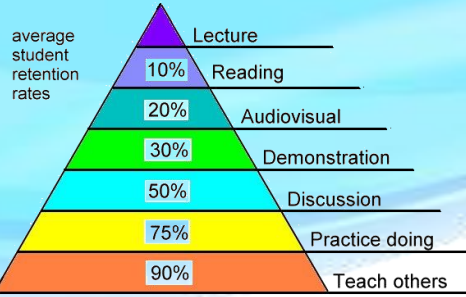 average
student
retention
rates
Lecture
10% Reading
20% Audiovisual
30% Demonstration
50% Discussion
75% Practice doing
90% Teach others